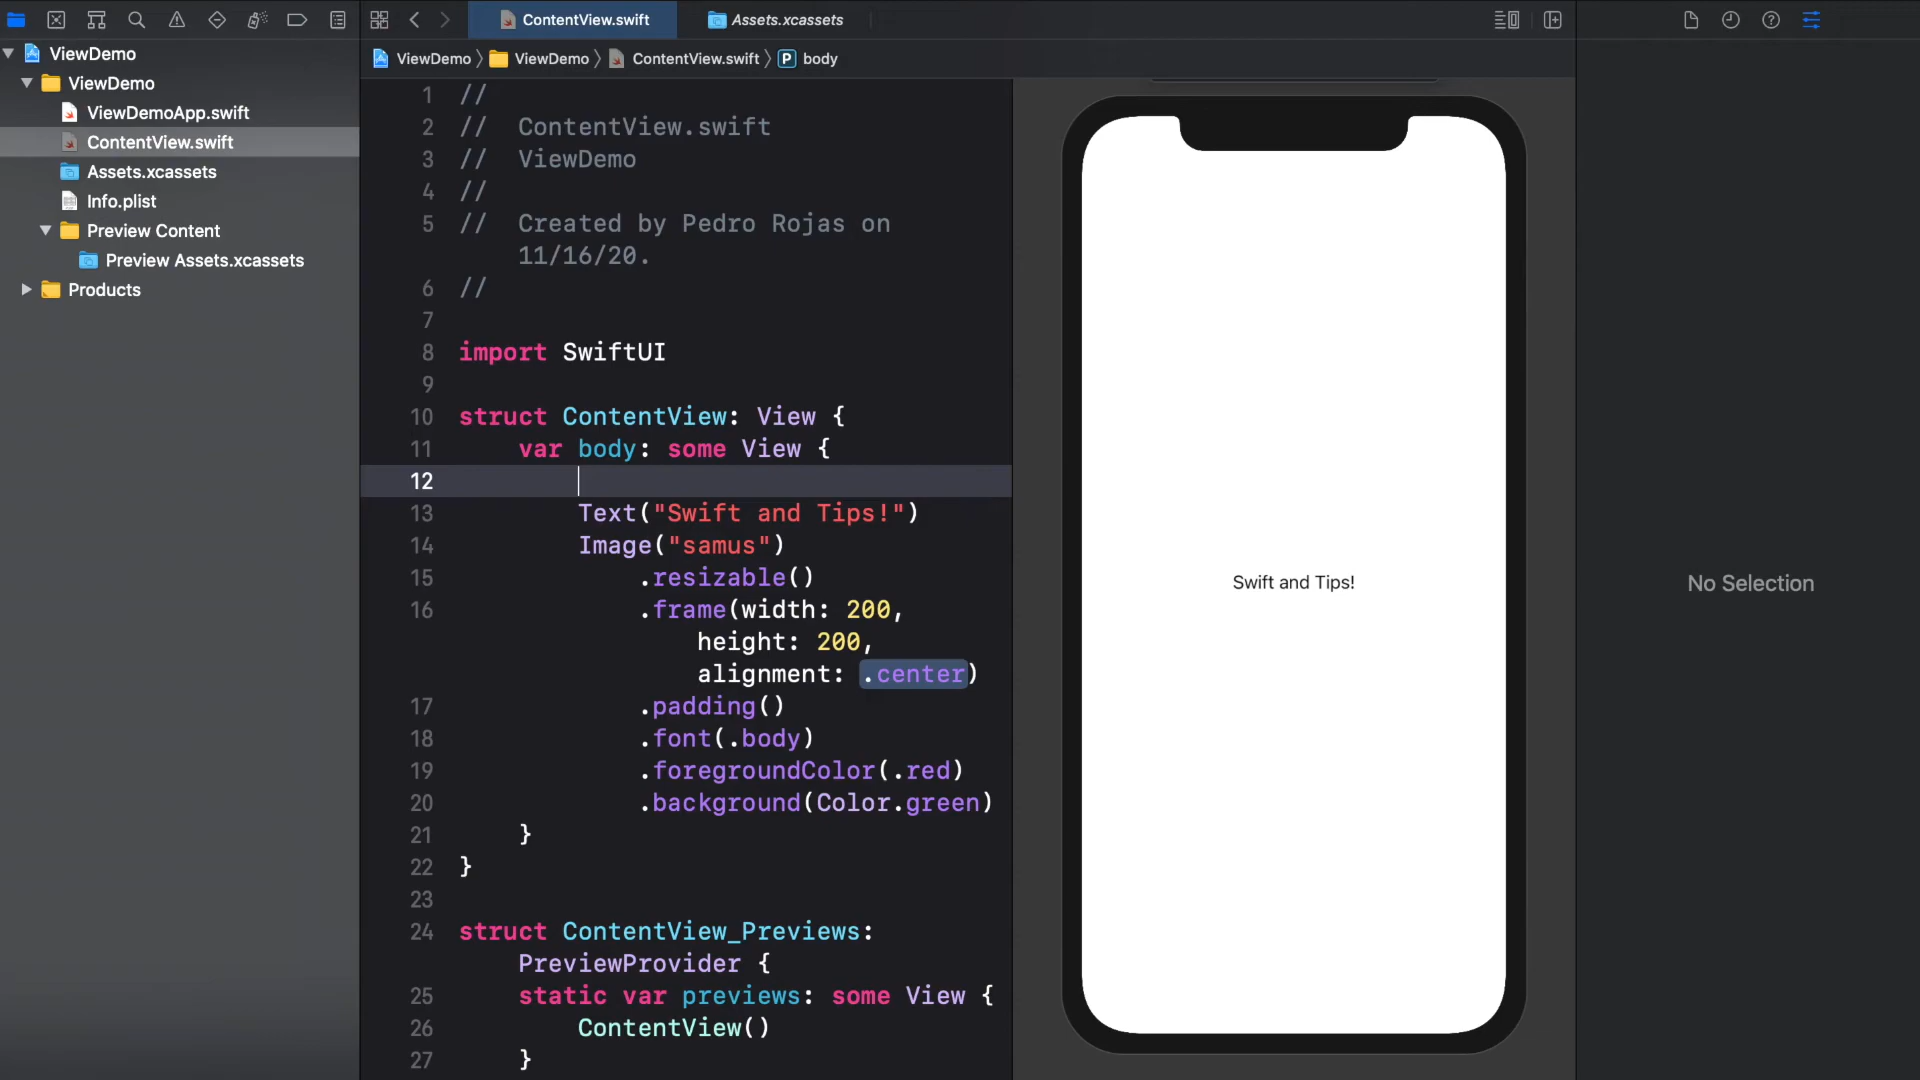 ContentView.swift
Assets.xcassets
ViewDemo
ViewDemo
ViewDemoApp.swift
ContentView.swift
Assets.xcassets
Info.plist
Preview Content
Preview Assets.xcassets
Products
ViewDemo 〉 ViewDemo 〉 ContentView.swift 〉 P body
1 //
2 //  ContentView.swift
3 //  ViewDemo
4 //
5 //  Created by Pedro Rojas on
11/16/20.
6 //
7
8 import SwiftUI
9
10 struct ContentView: View {
11     var body: some View {
12
13         Text("Swift and Tips!")
14         Image("samus")
15             .resizable()
16             .frame(width: 200,
height: 200,
alignment: .center)
17             .padding()
18             .font(.body)
19             .foregroundColor(.red)
20             .background(Color.green)
21     }
22 }
23
24 struct ContentView_Previews:
PreviewProvider {
25     static var previews: some View {
26         ContentView()
27     }
Swift and Tips!
No Selection